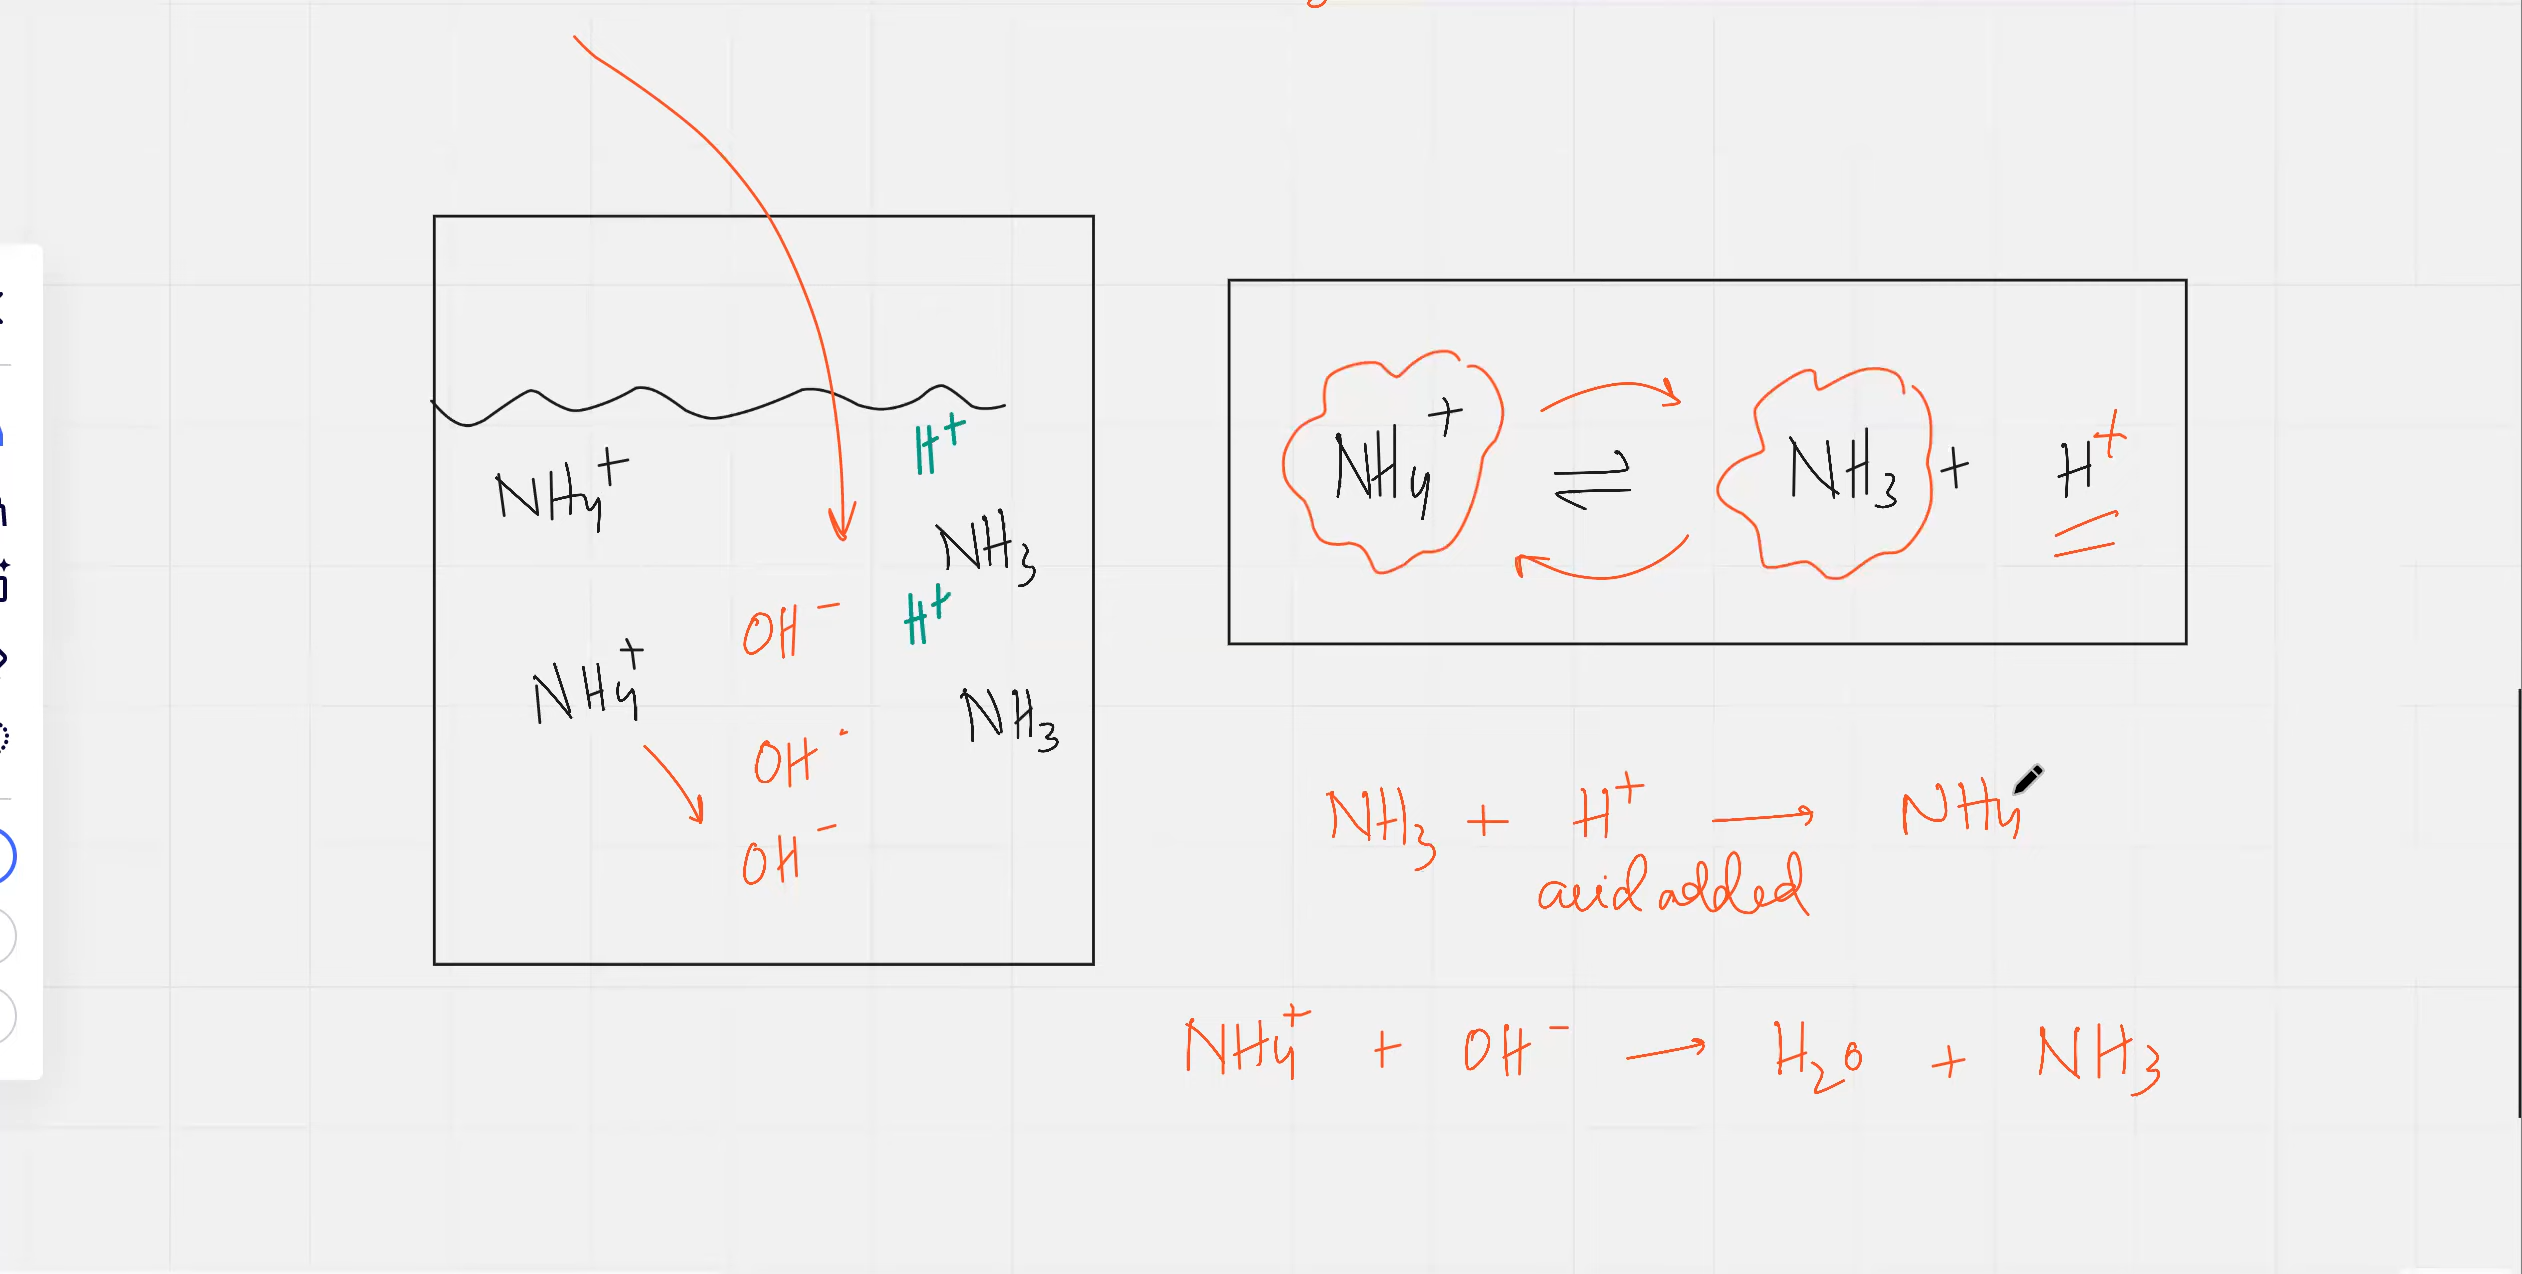 NH4+
H+
NH3
OH-
H+
NH4+
NH3
OH-
OH-
NH4+ ⇌ NH3 + H+
NH3 + H+ → NH4
acid added
NH4+ + OH- → H2O + NH3